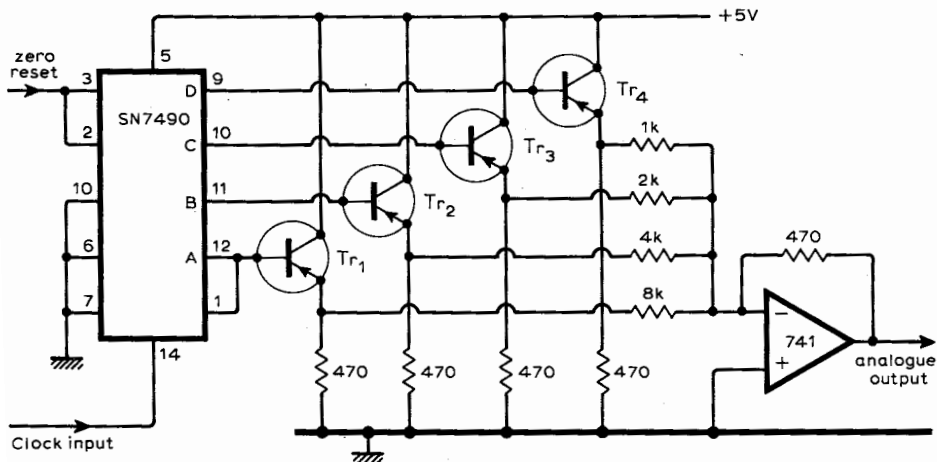 +5V
zero
reset
5
3
D
9
SN7490
2
C
10
10
B
11
6
A
12
7
1
14
Clock input
Tr4
Tr3
Tr2
Tr1
1k
2k
4k
8k
470
470
470
470
470
−
741
+
analogue
output